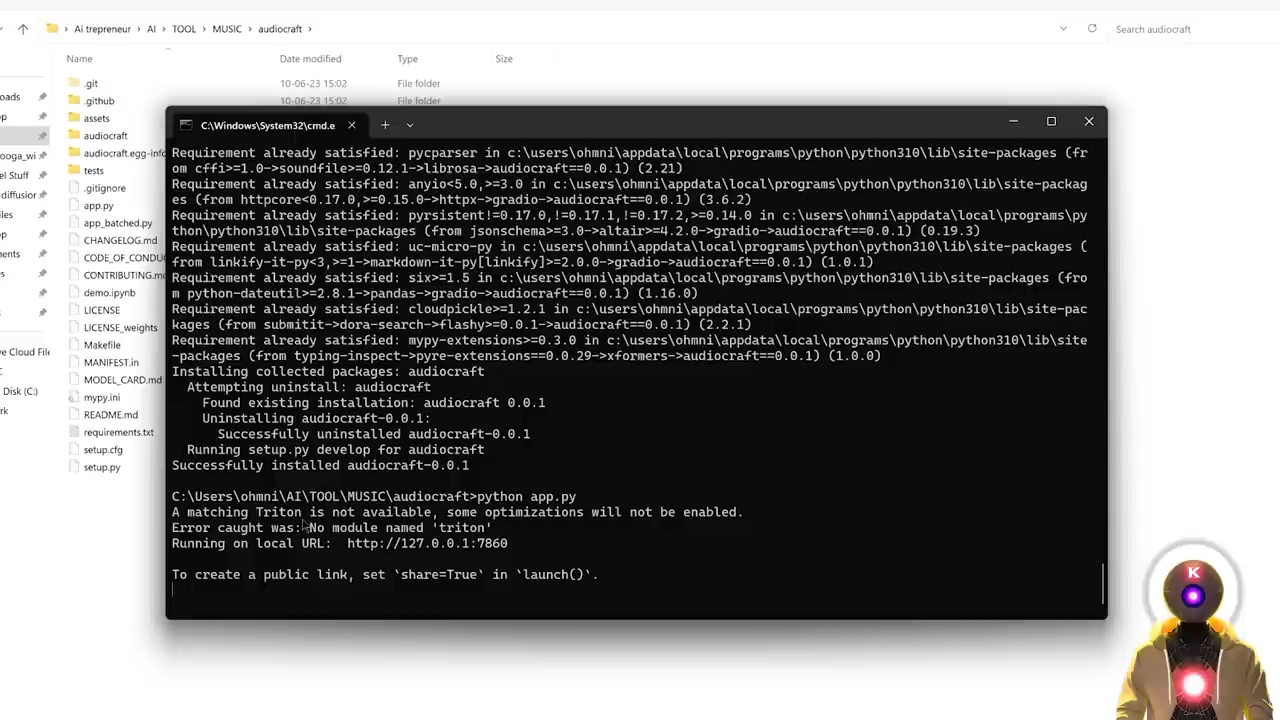 Ai trepreneur > AI > TOOL > MUSIC > audiocraft >
Search audiocraft
Name
Date modified
Type
Size
.git
10-06-23 15:02
File folder
.github
10-06-23 15:02
File folder
assets
audiocraft
audiocraft.egg-info
tests
.gitignore
app.py
app_batched.py
CHANGELOG.md
CODE_OF_CONDU
CONTRIBUTING.md
demo.ipynb
LICENSE
LICENSE_weights
Makefile
MANIFEST.in
MODEL_CARD.md
mypy.ini
README.md
requirements.txt
setup.cfg
setup.py
oads
ooga_wi
el Stuff
iles
ments
ve Cloud File
Disk (C:)
rk
C:\Windows\System32\cmd.e
Requirement already satisfied: pycparser in c:\users\ohmni\appdata\local\programs\python\python310\lib\site-packages (fr
om cffi>=1.0->soundfile>=0.12.1->librosa->audiocraft==0.0.1) (2.21)
Requirement already satisfied: anyio<5.0,>=3.0 in c:\users\ohmni\appdata\local\programs\python\python310\lib\site-packag
es (from httpcore<0.17.0,>=0.15.0->httpx->gradio->audiocraft==0.0.1) (3.6.2)
Requirement already satisfied: pyrsistent!=0.17.0,!=0.17.1,!=0.17.2,>=0.14.0 in c:\users\ohmni\appdata\local\programs\py
thon\python310\lib\site-packages (from jsonschema>=3.0->altair>=4.2.0->gradio->audiocraft==0.0.1) (0.19.3)
Requirement already satisfied: uc-micro-py in c:\users\ohmni\appdata\local\programs\python\python310\lib\site-packages (
from linkify-it-py<3,>=1->markdown-it-py[linkify]>=2.0.0->gradio->audiocraft==0.0.1) (1.0.1)
Requirement already satisfied: six>=1.5 in c:\users\ohmni\appdata\local\programs\python\python310\lib\site-packages (fro
m python-dateutil>=2.8.1->pandas->gradio->audiocraft==0.0.1) (1.16.0)
Requirement already satisfied: cloudpickle>=1.2.1 in c:\users\ohmni\appdata\local\programs\python\python310\lib\site-pac
kages (from submitit->dora-search->flashy>=0.0.1->audiocraft==0.0.1) (2.2.1)
Requirement already satisfied: mypy-extensions>=0.3.0 in c:\users\ohmni\appdata\local\programs\python\python310\lib\site
-packages (from typing-inspect->pyre-extensions==0.0.29->xformers->audiocraft==0.0.1) (1.0.0)
Installing collected packages: audiocraft
Attempting uninstall: audiocraft
Found existing installation: audiocraft 0.0.1
Uninstalling audiocraft-0.0.1:
Successfully uninstalled audiocraft-0.0.1
Running setup.py develop for audiocraft
Successfully installed audiocraft-0.0.1
C:\Users\ohmni\AI\TOOL\MUSIC\audiocraft>python app.py
A matching Triton is not available, some optimizations will not be enabled.
Error caught was: No module named 'triton'
Running on local URL: http://127.0.0.1:7860
To create a public link, set `share=True` in `launch()`.
K